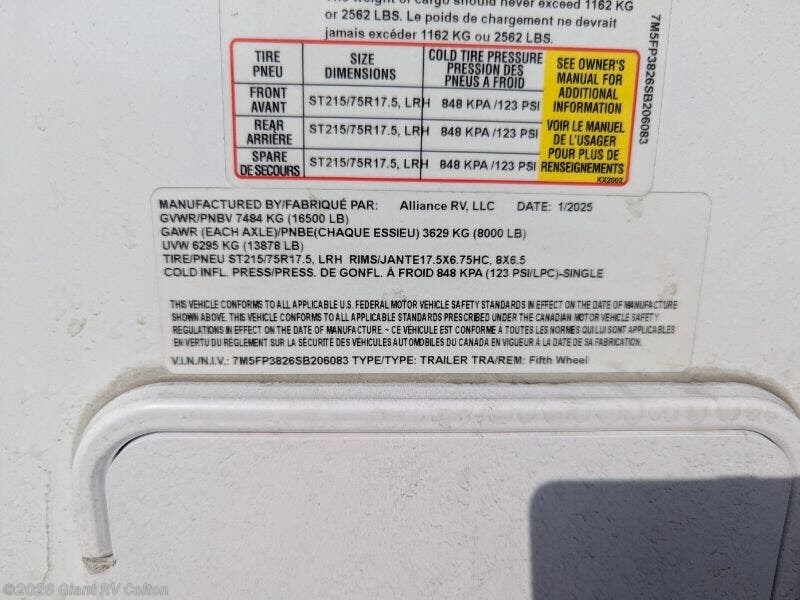 The weight of cargo should never exceed 1162 KG
or 2562 LBS. Le poids de chargement ne devrait
jamais excéder 1162 KG ou 2562 LBS.
TIRE
PNEU
SIZE
DIMENSIONS
COLD TIRE PRESSURE
PRESSION DES
PNEUS A FROID
SEE OWNER'S
MANUAL FOR
ADDITIONAL
INFORMATION
VOIR LE MANUEL
DE L'USAGER
POUR PLUS DE
RENSEIGNEMENTS
KX2002
FRONT
AVANT
ST215/75R17.5, LRH
848 KPA /123 PSI
REAR
ARRIÈRE
ST215/75R17.5, LRH
848 KPA /123 PSI
SPARE
DE SECOURS
ST215/75R17.5, LRH
848 KPA /123 PSI
7M5FP3826SB206083
MANUFACTURED BY/FABRIQUÉ PAR: Alliance RV, LLC DATE: 1/2025
GVWR/PNBV 7484 KG (16500 LB)
GAWR (EACH AXLE)/PNBE(CHAQUE ESSIEU) 3629 KG (8000 LB)
UVW 6295 KG (13878 LB)
TIRE/PNEU ST215/75R17.5, LRH RIMS/JANTE17.5X6.75HC, 8X6.5
COLD INFL. PRESS/PRESS. DE GONFL. À FROID 848 KPA (123 PSI/LPC)-SINGLE
THIS VEHICLE CONFORMS TO ALL APPLICABLE U.S. FEDERAL MOTOR VEHICLE SAFETY STANDARDS IN EFFECT ON THE DATE OF MANUFACTURE
SHOWN ABOVE. THIS VEHICLE CONFORMS TO ALL APPLICABLE STANDARDS PRESCRIBED UNDER THE CANADIAN MOTOR VEHICLE SAFETY
REGULATIONS IN EFFECT ON THE DATE OF MANUFACTURE. ~ CE VÉHICULE EST CONFORME À TOUTES LES NORMES QUI LUI SONT APPLICABLES
EN VERTU DU RÈGLEMENT SUR LA SÉCURITÉ DES VÉHICULES AUTOMOBILES DU CANADA EN VIGUEUR À LA DATE DE SA FABRICATION.
V.I.N./N.I.V.: 7M5FP3826SB206083 TYPE/TYPE: TRAILER TRA/REM: Fifth Wheel
©2026 Giant RV Colton